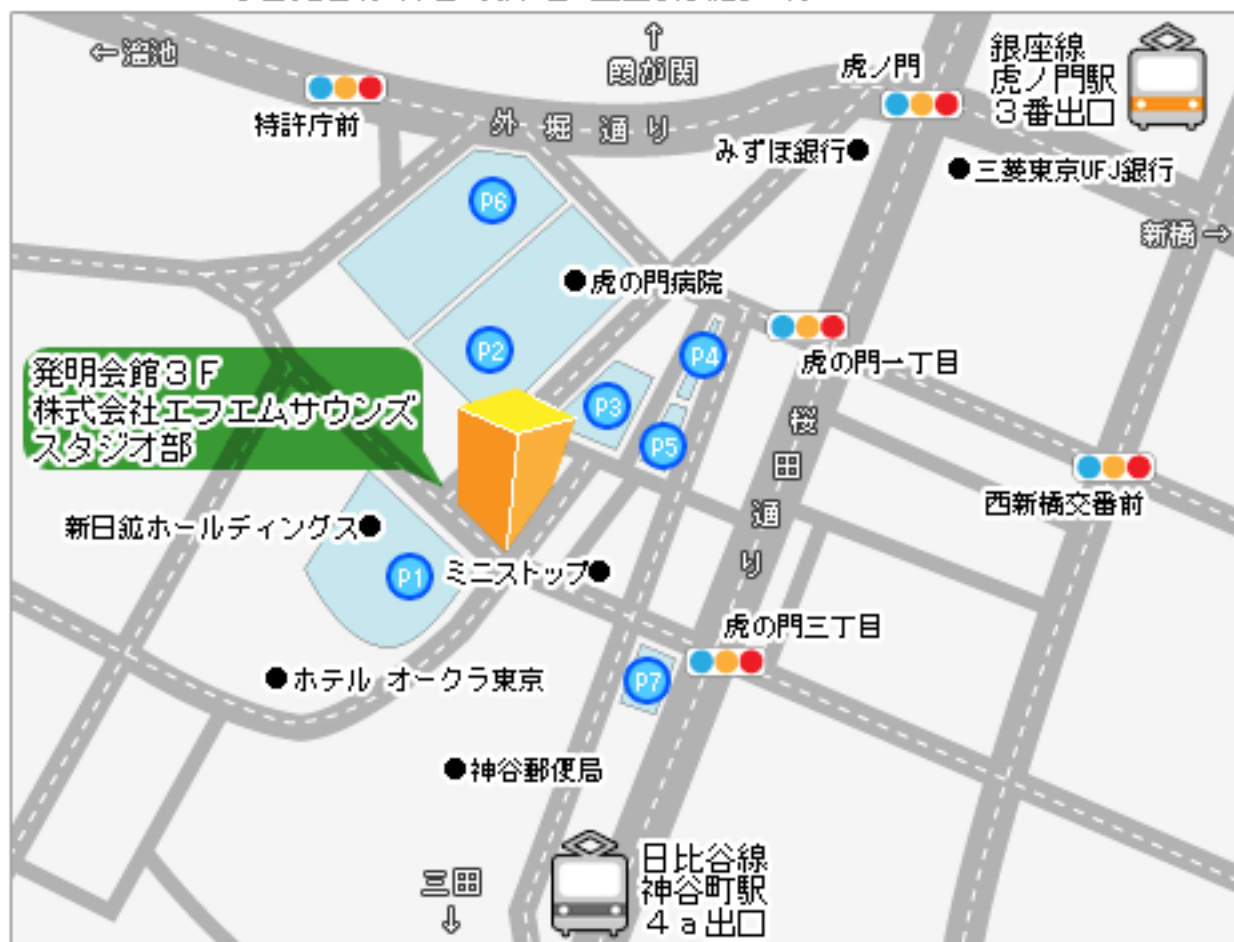 ←溜池
↑
霞が関
虎ノ門
銀座線
虎ノ門駅
3番出口
特許庁前
外堀通り
みずほ銀行●
●三菱東京UFJ銀行
新橋→
P6
●虎の門病院
P2
P4
虎の門一丁目
発明会館3F
株式会社エフエムサウンズ
スタジオ部
P3
P5
桜田通り
西新橋交番前
新日鉱ホールディングス●
P1
ミニストップ●
虎の門三丁目
●ホテル オークラ東京
P7
●神谷郵便局
三田
↓
日比谷線
神谷町駅
4a出口